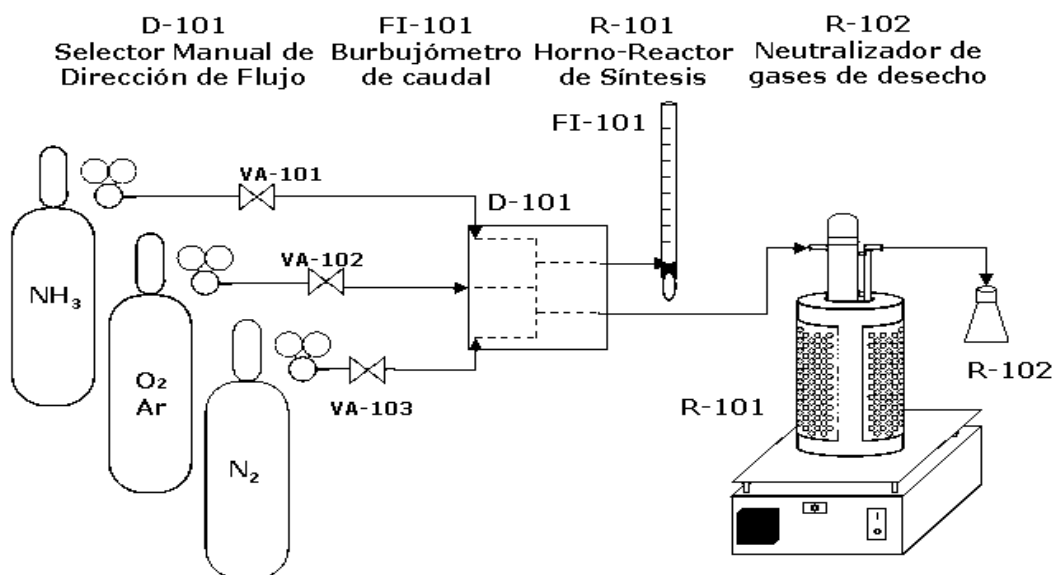 D-101
Selector Manual de
Dirección de Flujo
FI-101
Burbujómetro
de caudal
R-101
Horno-Reactor
de Síntesis
R-102
Neutralizador de
gases de desecho
FI-101
VA-101
D-101
VA-102
NH3
O2
Ar
VA-103
N2
R-101
R-102